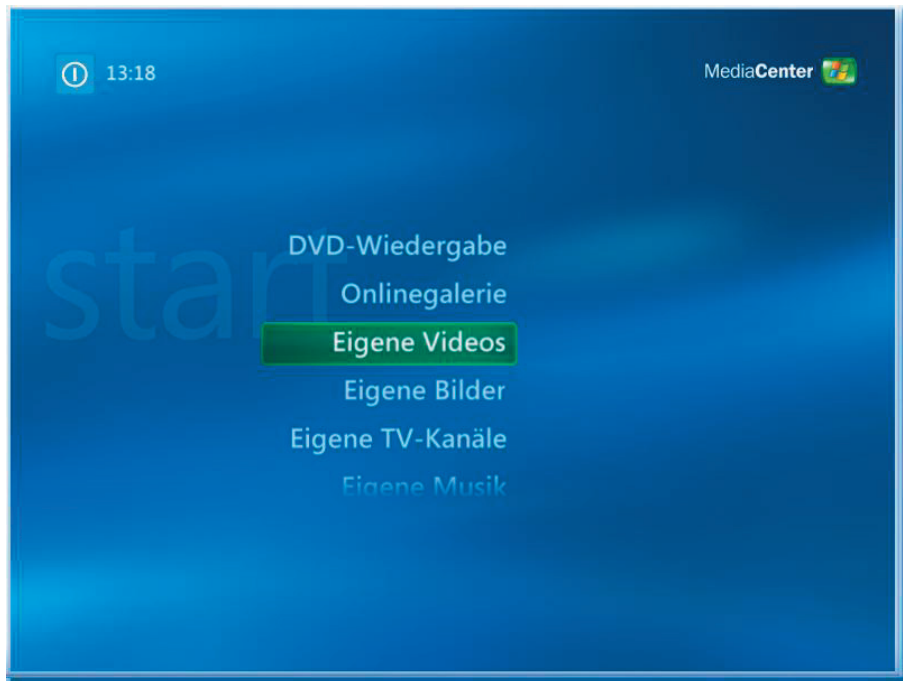 13:18
MediaCenter
start
DVD-Wiedergabe
Onlinegalerie
Eigene Videos
Eigene Bilder
Eigene TV-Kanäle
Eigene Musik